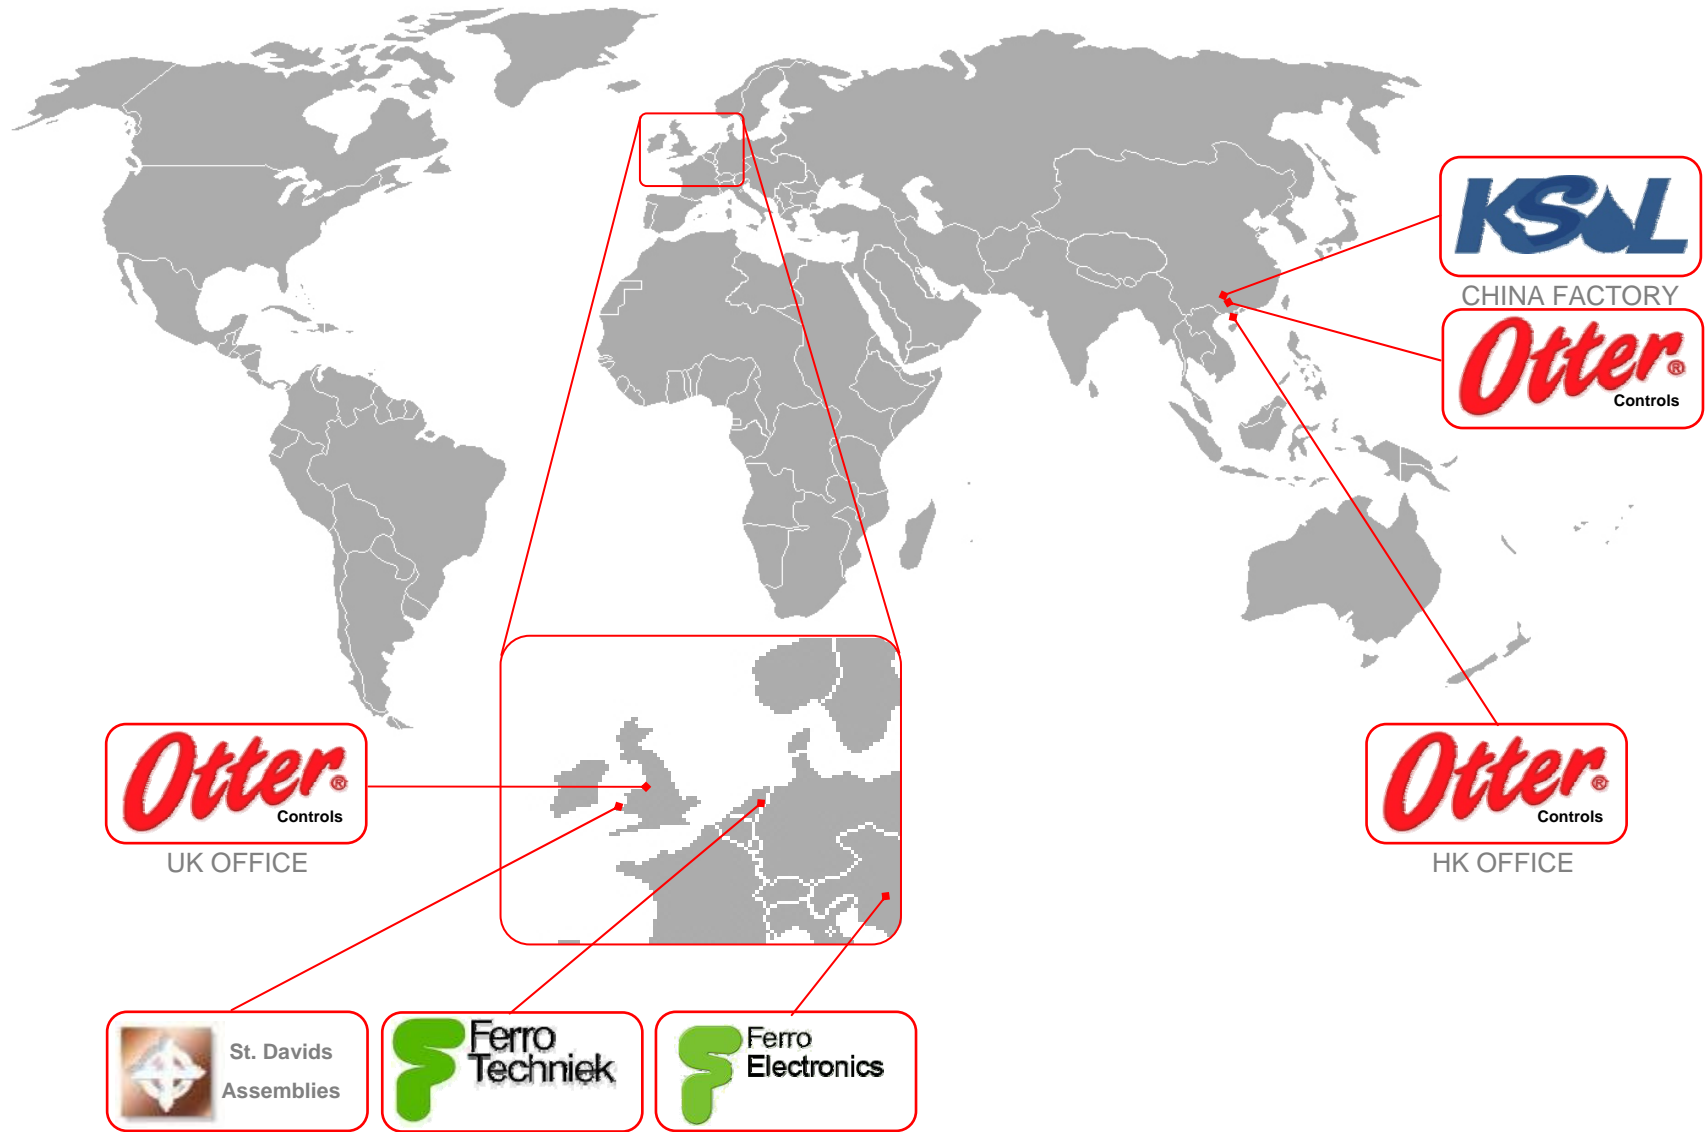 KSOL
CHINA FACTORY
Otter®
Controls
Otter®
Controls
UK OFFICE
Otter®
Controls
HK OFFICE
St. Davids
Assemblies
Ferro
Techniek
Ferro
Electronics